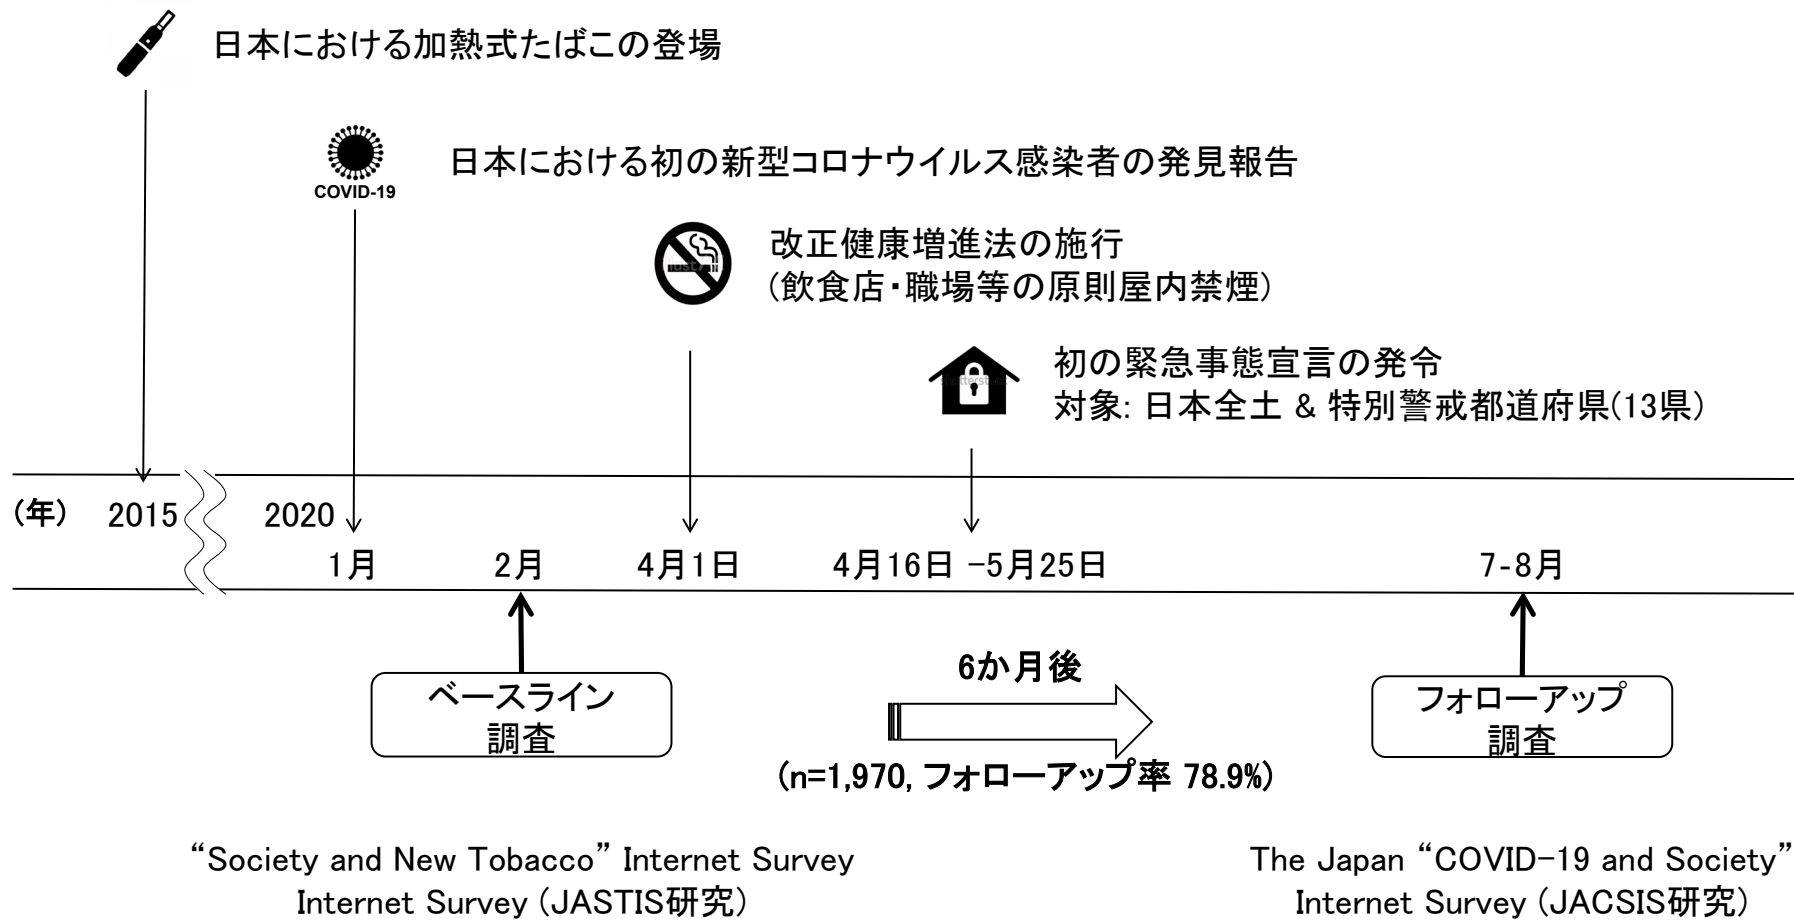 日本における加熱式たばこの登場
COVID-19
日本における初の新型コロナウイルス感染者の発見報告
改正健康増進法の施行
(飲食店・職場等の原則屋内禁煙)
初の緊急事態宣言の発令
対象: 日本全土 & 特別警戒都道府県(13県)
(年) 2015 2020
1月 2月 4月1日 4月16日 -5月25日 7-8月
ベースライン
調査
6か月後
(n=1,970, フォローアップ率 78.9%)
フォローアップ
調査
“Society and New Tobacco” Internet Survey
Internet Survey (JASTIS研究)
The Japan “COVID-19 and Society”
Internet Survey (JACSIS研究)